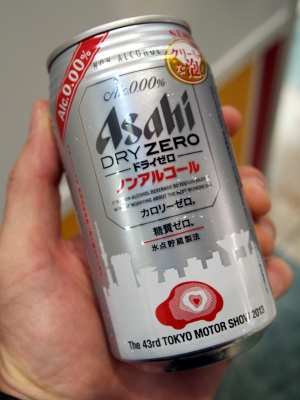 NON ALCOHOL
Alc.0.00%
クリーミー
な泡
Alc.0.00%
Asahi
DRY ZERO
ドライゼロ
ノンアルコール
カロリーゼロ。
糖質ゼロ。
氷点貯蔵製法
The 43rd TOKYO MOTOR SHOW 2013